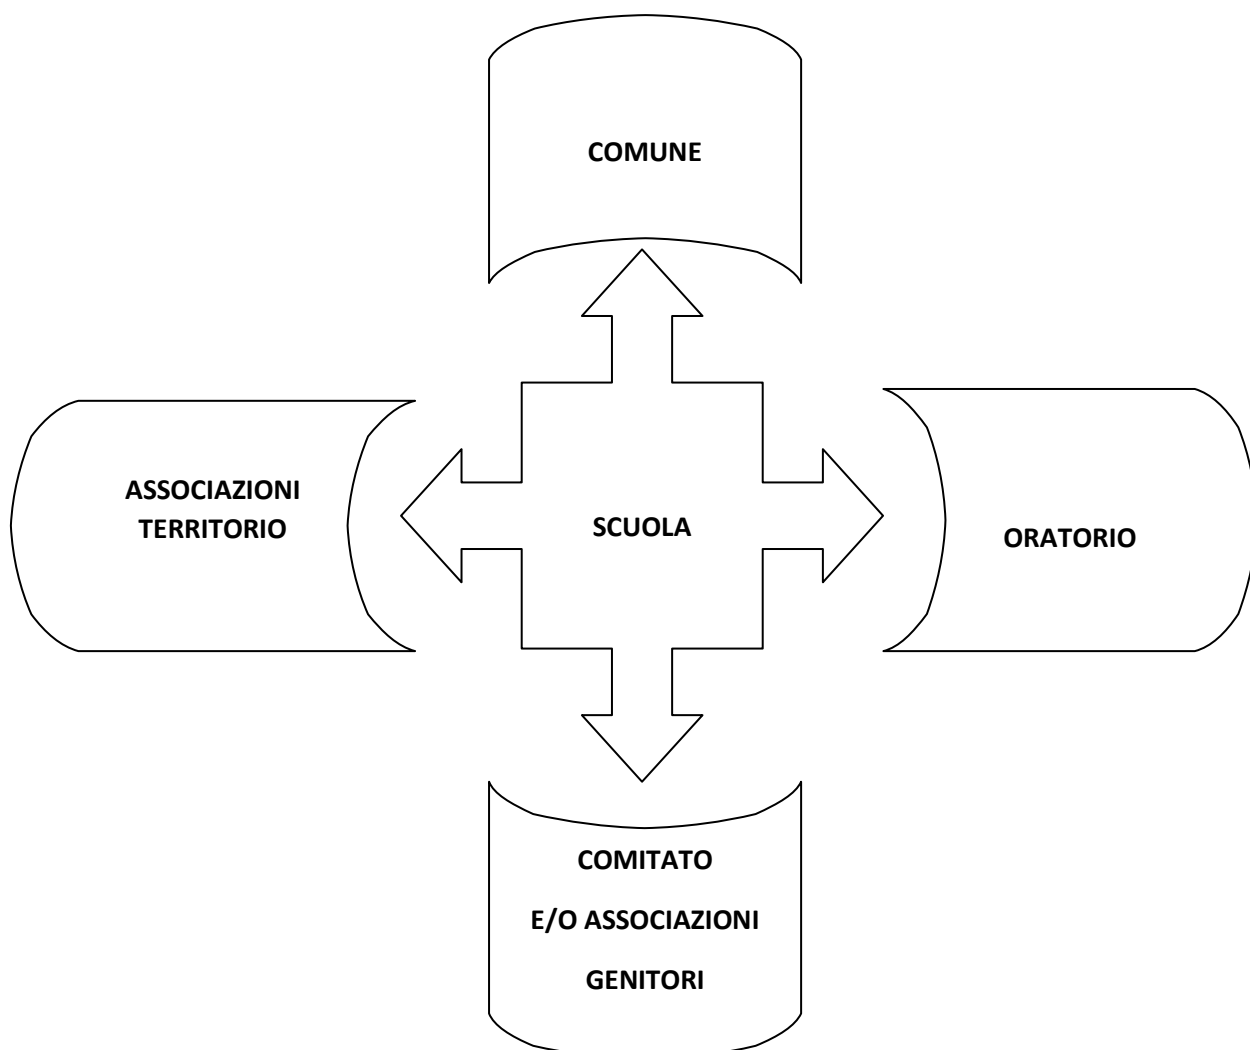 COMUNE
ASSOCIAZIONI
TERRITORIO
SCUOLA
ORATORIO
COMITATO
E/O ASSOCIAZIONI
GENITORI